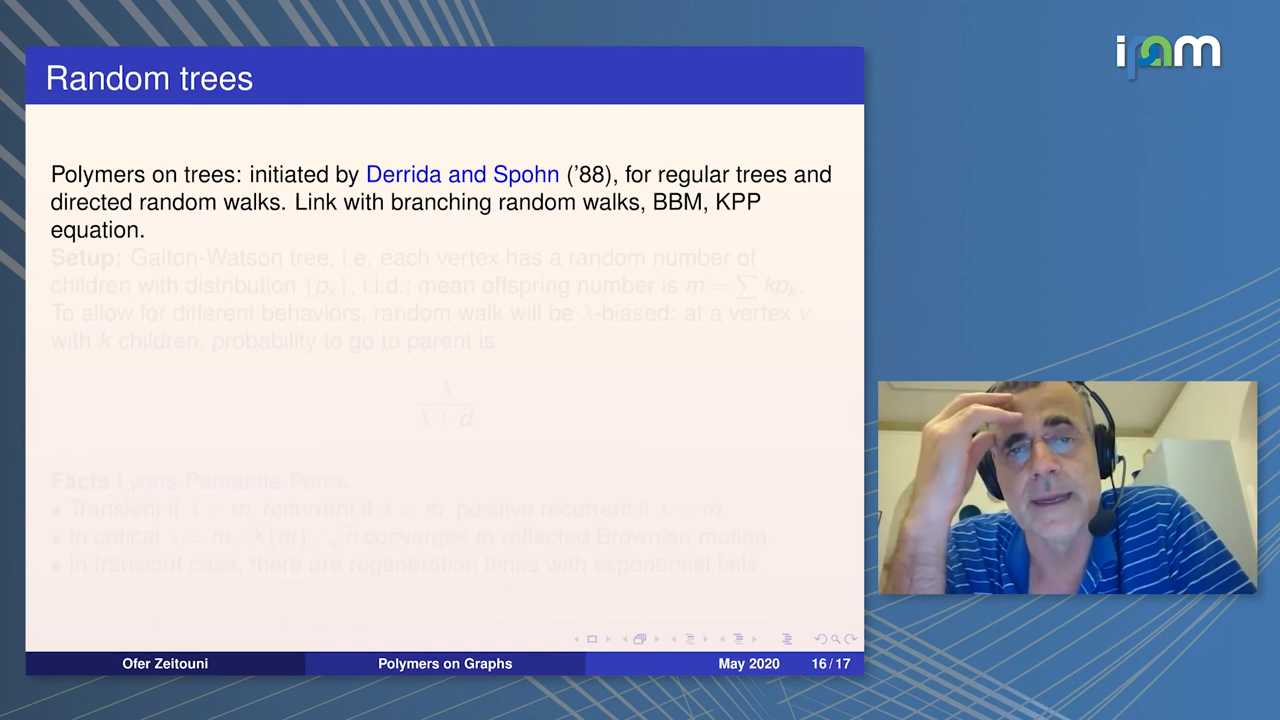 ipam
Random trees
Polymers on trees: initiated by Derrida and Spohn ('88), for regular trees and
directed random walks. Link with branching random walks, BBM, KPP
equation.
Setup: Galton-Watson tree, i.e. each vertex has a random number of
children with distribution {pₖ}, i.i.d.; mean offspring number is m = ∑ kpₖ.
To allow for different behaviors, random walk will be λ-biased: at a vertex v
with k children, probability to go to parent is
λ
λ + d
Facts Lyons-Pemantle-Peres
• Transient if λ m, recurrent if λ = m, positive recurrent if λ m
• In critical λ = m converges to reflected Brownian motion
• In transient case, there are regeneration times with exponential tails
Ofer Zeitouni Polymers on Graphs May 2020 16 / 17